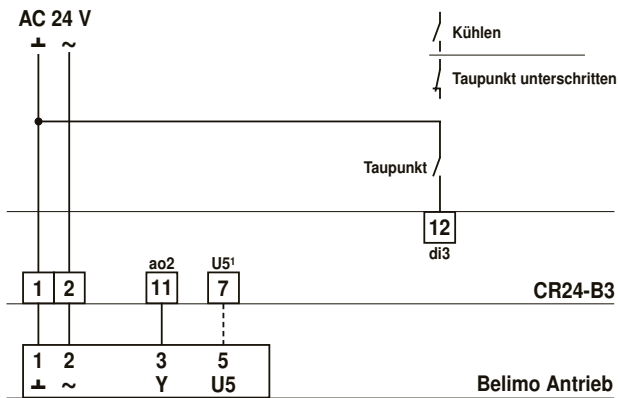 AC 24 V
⊥ ~
Kühlen
Taupunkt unterschritten
Taupunkt
12
di3
ao2 U5¹
1 2 11 7
CR24-B3
1 2 3 5
⊥ ~ Y U5
Belimo Antrieb